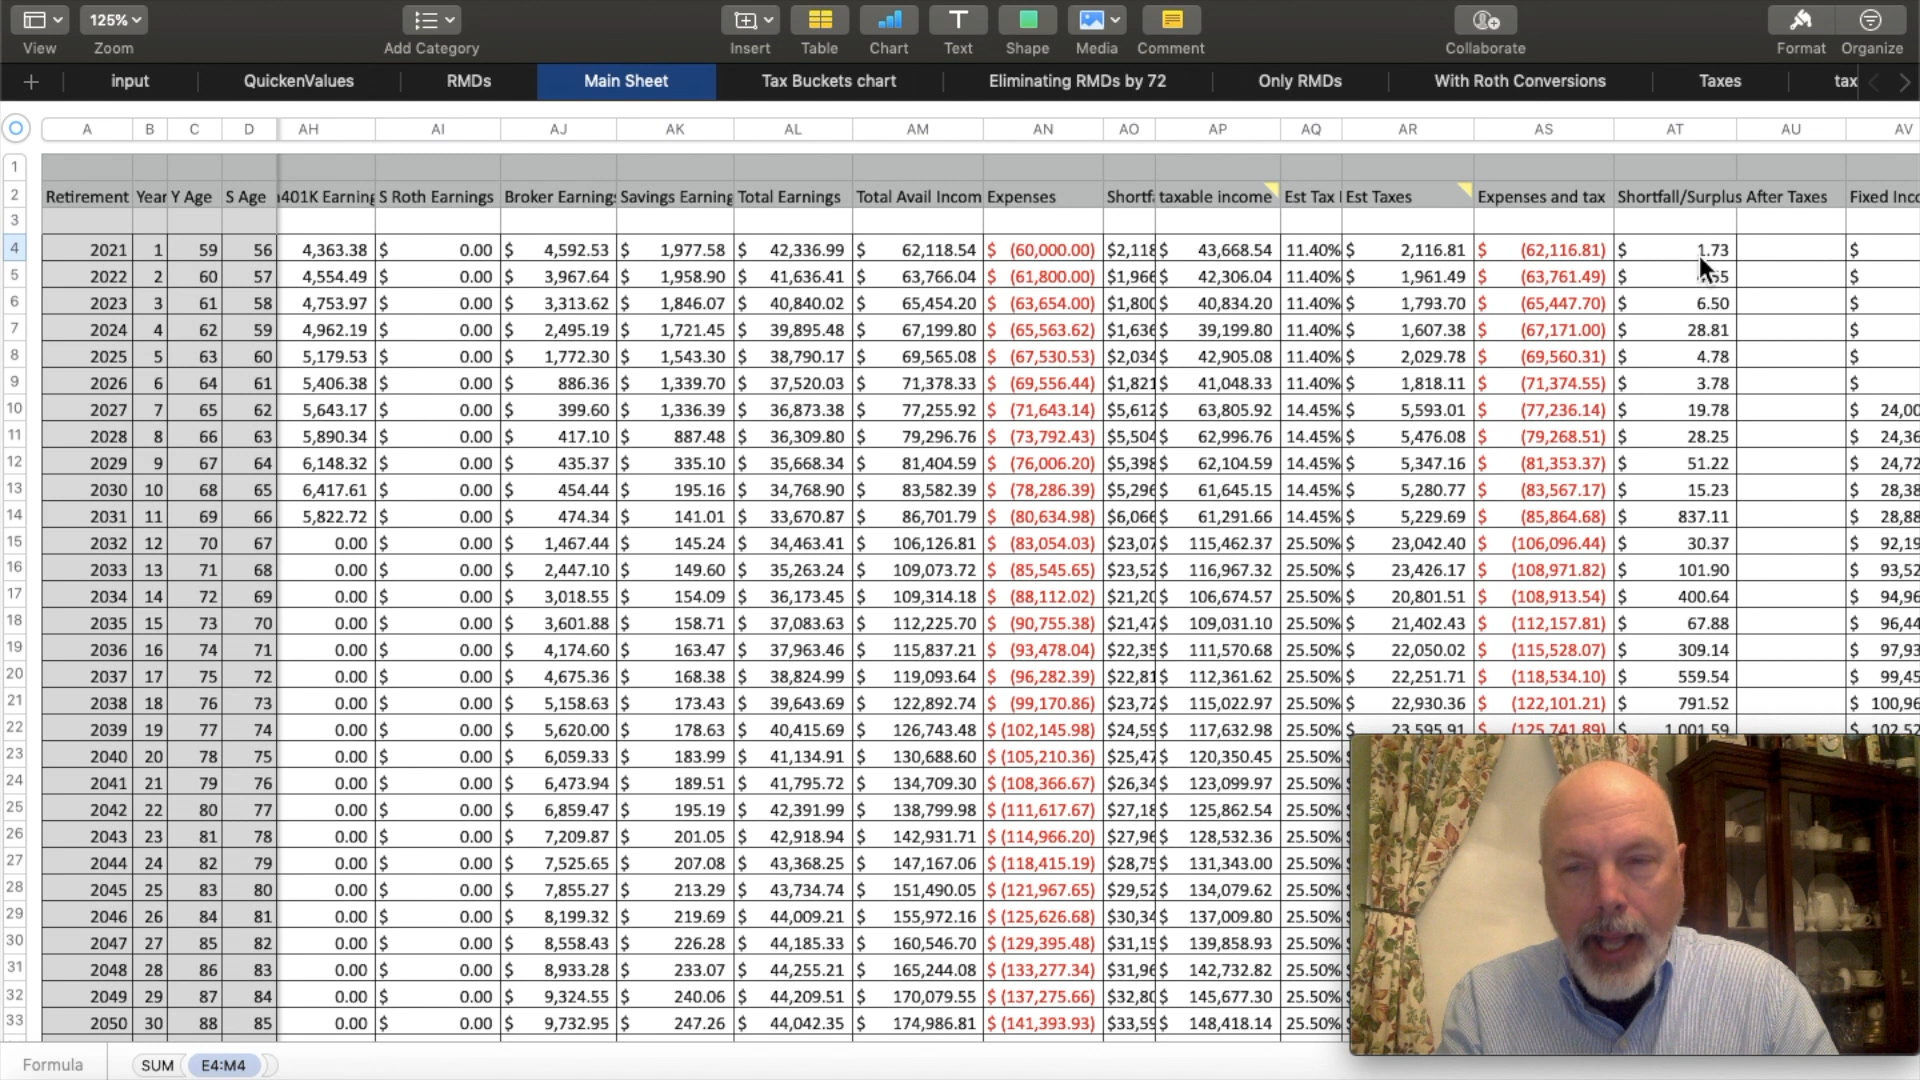 125%
View Zoom Add Category Insert Table Chart Text Shape Media Comment Collaborate Format Organize
input QuickenValues RMDs Main Sheet Tax Buckets chart Eliminating RMDs by 72 Only RMDs With Roth Conversions Taxes tax
A B C D AH AI AJ AK AL AM AN AO AP AQ AR AS AT AU AV
1
2 Retirement Year Y Age S Age 401K Earning S Roth Earnings Broker Earning Savings Earning Total Earnings Total Avail Incom Expenses Shortf taxable income Est Tax Est Taxes Expenses and tax Shortfall/Surplus After Taxes Fixed Inco
3
4 2021 1 59 56 4,363.38 $ 0.00 $ 4,592.53 $ 1,977.58 $ 42,336.99 $ 62,118.54 $ (60,000.00) $2,118 $ 43,668.54 11.40% $ 2,116.81 $ (62,116.81) $ 1.73 $
5 2022 2 60 57 4,554.49 $ 0.00 $ 3,967.64 $ 1,958.90 $ 41,636.41 $ 63,766.04 $ (61,800.00) $1,966 $ 42,306.04 11.40% $ 1,961.49 $ (63,761.49) $ $
6 2023 3 61 58 4,753.97 $ 0.00 $ 3,313.62 $ 1,846.07 $ 40,840.02 $ 65,454.20 $ (63,654.00) $1,800 $ 40,834.20 11.40% $ 1,793.70 $ (65,447.70) $ 6.50 $
7 2024 4 62 59 4,962.19 $ 0.00 $ 2,495.19 $ 1,721.45 $ 39,895.48 $ 67,199.80 $ (65,563.62) $1,636 $ 39,199.80 11.40% $ 1,607.38 $ (67,171.00) $ 28.81 $
8 2025 5 63 60 5,179.53 $ 0.00 $ 1,772.30 $ 1,543.30 $ 38,790.17 $ 69,565.08 $ (67,530.53) $2,034 $ 42,905.08 11.40% $ 2,029.78 $ (69,560.31) $ 4.78 $
9 2026 6 64 61 5,406.38 $ 0.00 $ 886.36 $ 1,339.70 $ 37,520.03 $ 71,378.33 $ (69,556.44) $1,821 $ 41,048.33 11.40% $ 1,818.11 $ (71,374.55) $ 3.78 $
10 2027 7 65 62 5,643.17 $ 0.00 $ 399.60 $ 1,336.39 $ 36,873.38 $ 77,255.92 $ (71,643.14) $5,612 $ 63,805.92 14.45% $ 5,593.01 $ (77,236.14) $ 19.78 $ 24,00
11 2028 8 66 63 5,890.34 $ 0.00 $ 417.10 $ 887.48 $ 36,309.80 $ 79,296.76 $ (73,792.43) $5,504 $ 62,996.76 14.45% $ 5,476.08 $ (79,268.51) $ 28.25 $ 24,36
12 2029 9 67 64 6,148.32 $ 0.00 $ 435.37 $ 335.10 $ 35,668.34 $ 81,404.59 $ (76,006.20) $5,398 $ 62,104.59 14.45% $ 5,347.16 $ (81,353.37) $ 51.22 $ 24,72
13 2030 10 68 65 6,417.61 $ 0.00 $ 454.44 $ 195.16 $ 34,768.90 $ 83,582.39 $ (78,286.39) $5,296 $ 61,645.15 14.45% $ 5,280.77 $ (83,567.17) $ 15.23 $ 28,38
14 2031 11 69 66 5,822.72 $ 0.00 $ 474.34 $ 141.01 $ 33,670.87 $ 86,701.79 $ (80,634.98) $6,066 $ 61,291.66 14.45% $ 5,229.69 $ (85,864.68) $ 837.11 $ 28,88
15 2032 12 70 67 0.00 $ 0.00 $ 1,467.44 $ 145.24 $ 34,463.41 $ 106,126.81 $ (83,054.03) $23,07 $ 115,462.37 25.50% $ 23,042.40 $ (106,096.44) $ 30.37 $ 92,19
16 2033 13 71 68 0.00 $ 0.00 $ 2,447.10 $ 149.60 $ 35,263.24 $ 109,073.72 $ (85,545.65) $23,52 $ 116,967.32 25.50% $ 23,426.17 $ (108,971.82) $ 101.90 $ 93,52
17 2034 14 72 69 0.00 $ 0.00 $ 3,018.55 $ 154.09 $ 36,173.45 $ 109,314.18 $ (88,112.02) $21,20 $ 106,674.57 25.50% $ 20,801.51 $ (108,913.54) $ 400.64 $ 94,96
18 2035 15 73 70 0.00 $ 0.00 $ 3,601.88 $ 158.71 $ 37,083.63 $ 112,225.70 $ (90,755.38) $21,47 $ 109,031.10 25.50% $ 21,402.43 $ (112,157.81) $ 67.88 $ 96,44
19 2036 16 74 71 0.00 $ 0.00 $ 4,174.60 $ 163.47 $ 37,963.46 $ 115,837.21 $ (93,478.04) $22,35 $ 111,570.68 25.50% $ 22,050.02 $ (115,528.07) $ 309.14 $ 97,93
20 2037 17 75 72 0.00 $ 0.00 $ 4,675.36 $ 168.38 $ 38,824.99 $ 119,093.64 $ (96,282.39) $22,81 $ 112,361.62 25.50% $ 22,251.71 $ (118,534.10) $ 559.54 $ 99,45
21 2038 18 76 73 0.00 $ 0.00 $ 5,158.63 $ 173.43 $ 39,643.69 $ 122,892.74 $ (99,170.86) $23,72 $ 115,022.97 25.50% $ 22,930.36 $ (122,101.21) $ 791.52 $ 100,96
22 2039 19 77 74 0.00 $ 0.00 $ 5,620.00 $ 178.63 $ 40,415.69 $ 126,743.48 $ (102,145.98) $24,59 $ 117,632.98 25.50% $ 23,595.91 $ (125,741.89) $ 1,001.59 $ 102,52
23 2040 20 78 75 0.00 $ 0.00 $ 6,059.33 $ 183.99 $ 41,134.91 $ 130,688.60 $ (105,210.36) $25,47 $ 120,350.45 25.50%
24 2041 21 79 76 0.00 $ 0.00 $ 6,473.94 $ 189.51 $ 41,795.72 $ 134,709.30 $ (108,366.67) $26,34 $ 123,099.97 25.50%
25 2042 22 80 77 0.00 $ 0.00 $ 6,859.47 $ 195.19 $ 42,391.99 $ 138,799.98 $ (111,617.67) $27,18 $ 125,862.54 25.50%
26 2043 23 81 78 0.00 $ 0.00 $ 7,209.87 $ 201.05 $ 42,918.94 $ 142,931.71 $ (114,966.20) $27,96 $ 128,532.36 25.50%
27 2044 24 82 79 0.00 $ 0.00 $ 7,525.65 $ 207.08 $ 43,368.25 $ 147,167.06 $ (118,415.19) $28,75 $ 131,343.00 25.50%
28 2045 25 83 80 0.00 $ 0.00 $ 7,855.27 $ 213.29 $ 43,734.74 $ 151,490.05 $ (121,967.65) $29,52 $ 134,079.62 25.50%
29 2046 26 84 81 0.00 $ 0.00 $ 8,199.32 $ 219.69 $ 44,009.21 $ 155,972.16 $ (125,626.68) $30,34 $ 137,009.80 25.50%
30 2047 27 85 82 0.00 $ 0.00 $ 8,558.43 $ 226.28 $ 44,185.33 $ 160,546.70 $ (129,395.48) $31,15 $ 139,858.93 25.50%
31 2048 28 86 83 0.00 $ 0.00 $ 8,933.28 $ 233.07 $ 44,255.21 $ 165,244.08 $ (133,277.34) $31,96 $ 142,732.82 25.50%
32 2049 29 87 84 0.00 $ 0.00 $ 9,324.55 $ 240.06 $ 44,209.51 $ 170,079.55 $ (137,275.66) $32,80 $ 145,677.30 25.50%
33 2050 30 88 85 0.00 $ 0.00 $ 9,732.95 $ 247.26 $ 44,042.35 $ 174,986.81 $ (141,393.93) $33,59 $ 148,418.14 25.50%
Formula SUM E4:M4